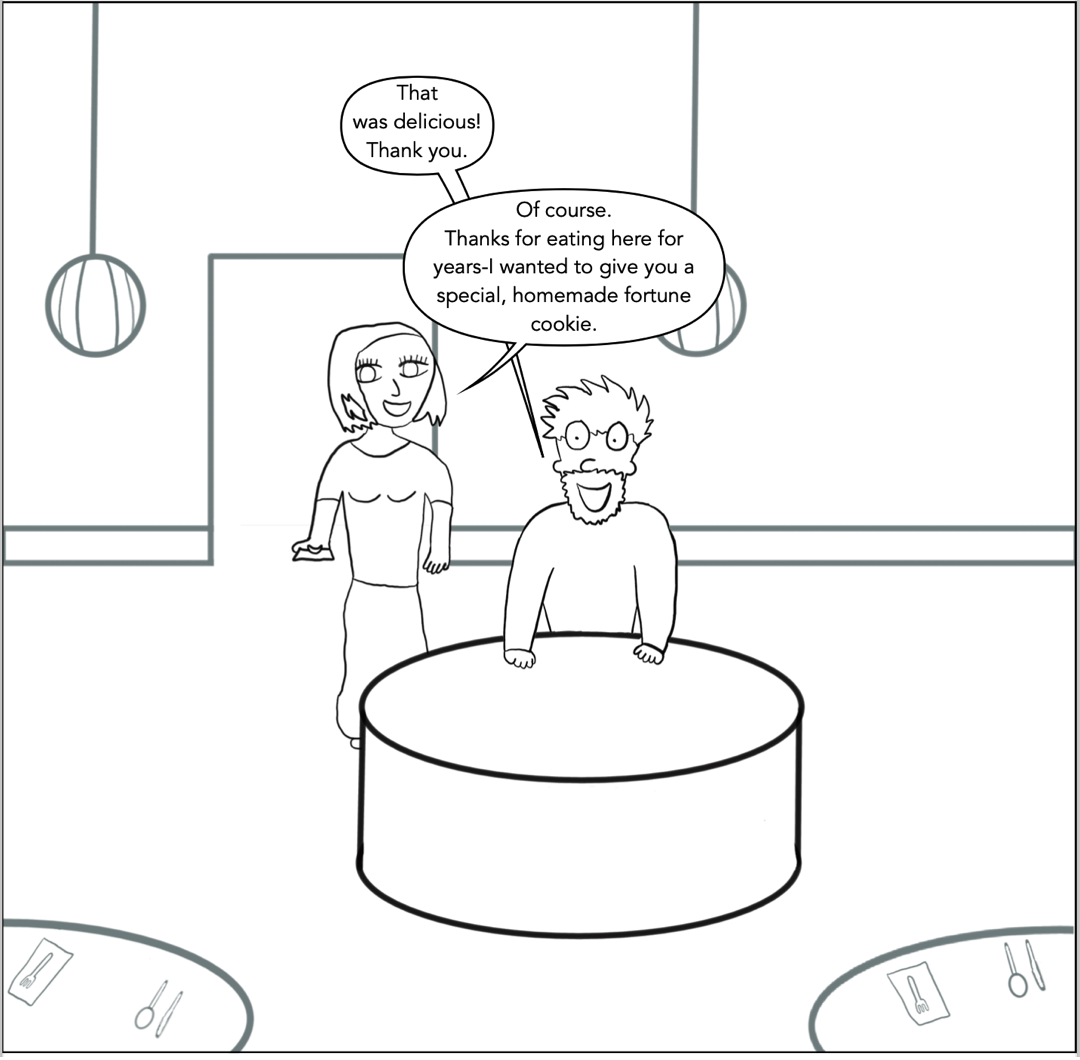 That
was delicious!
Thank you.
Of course.
Thanks for eating here for
years-I wanted to give you a
special, homemade fortune
cookie.